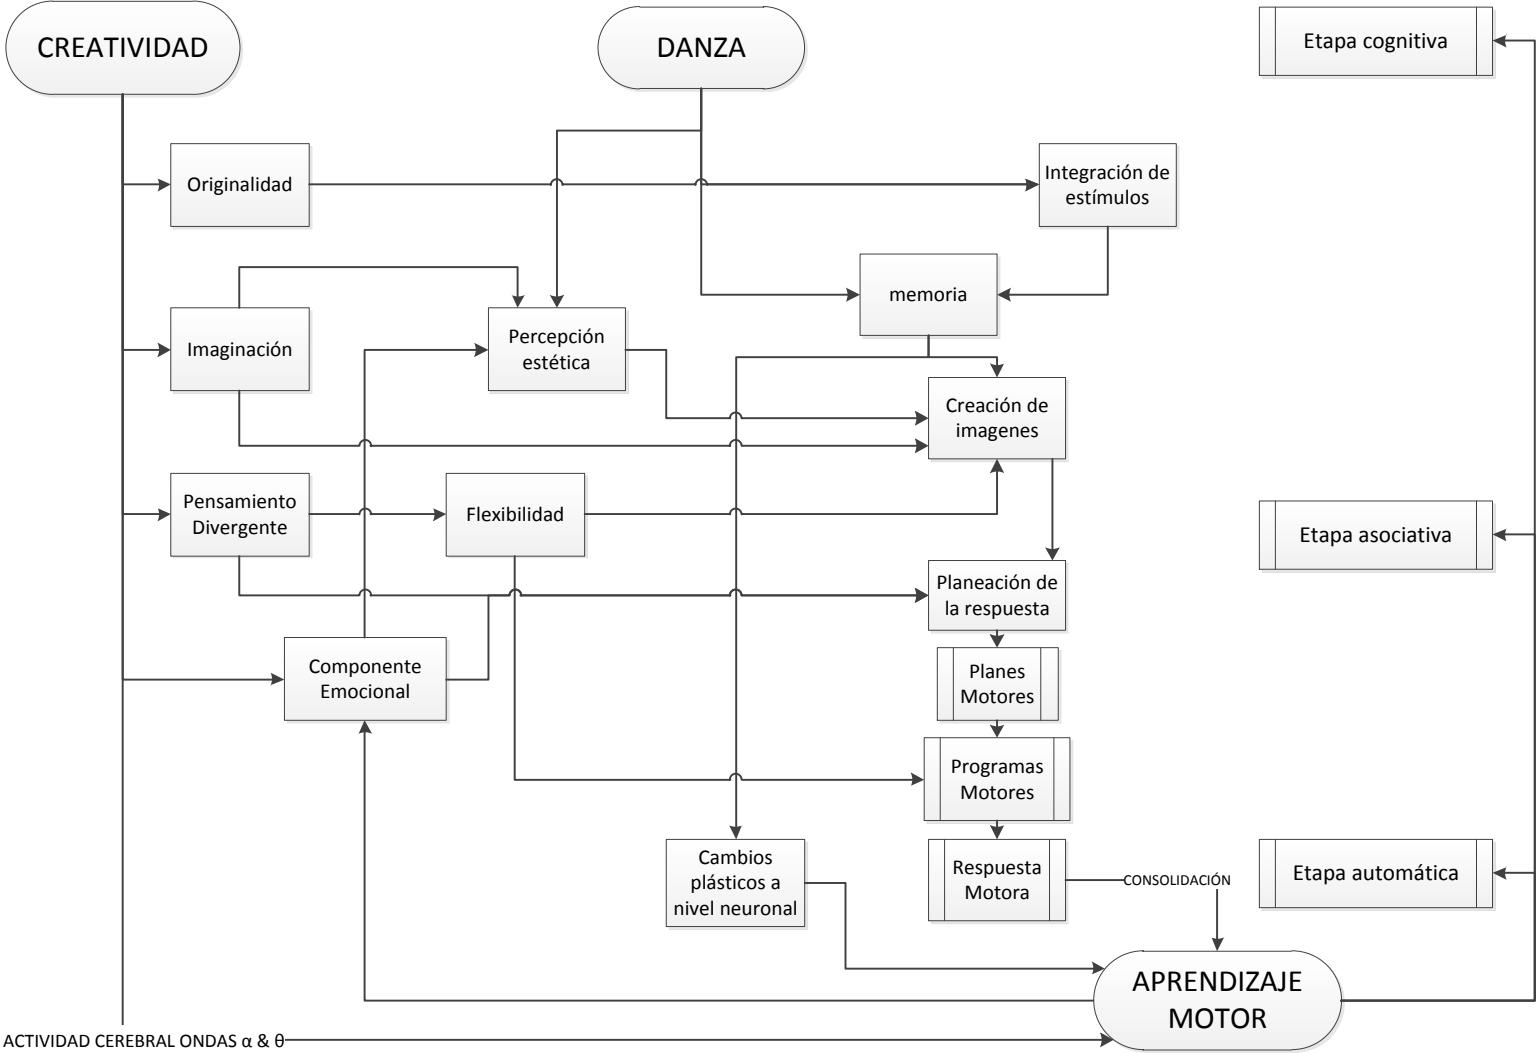 CREATIVIDAD
DANZA
Etapa cognitiva
Originalidad
Integración de
estímulos
memoria
Imaginación
Percepción
estética
Creación de
imagenes
Pensamiento
Divergente
Flexibilidad
Etapa asociativa
Planeación de
la respuesta
Componente
Emocional
Planes
Motores
Programas
Motores
Cambios
plásticos a
nivel neuronal
Respuesta
Motora
CONSOLIDACIÓN
Etapa automática
APRENDIZAJE
MOTOR
ACTIVIDAD CEREBRAL ONDAS α & θ